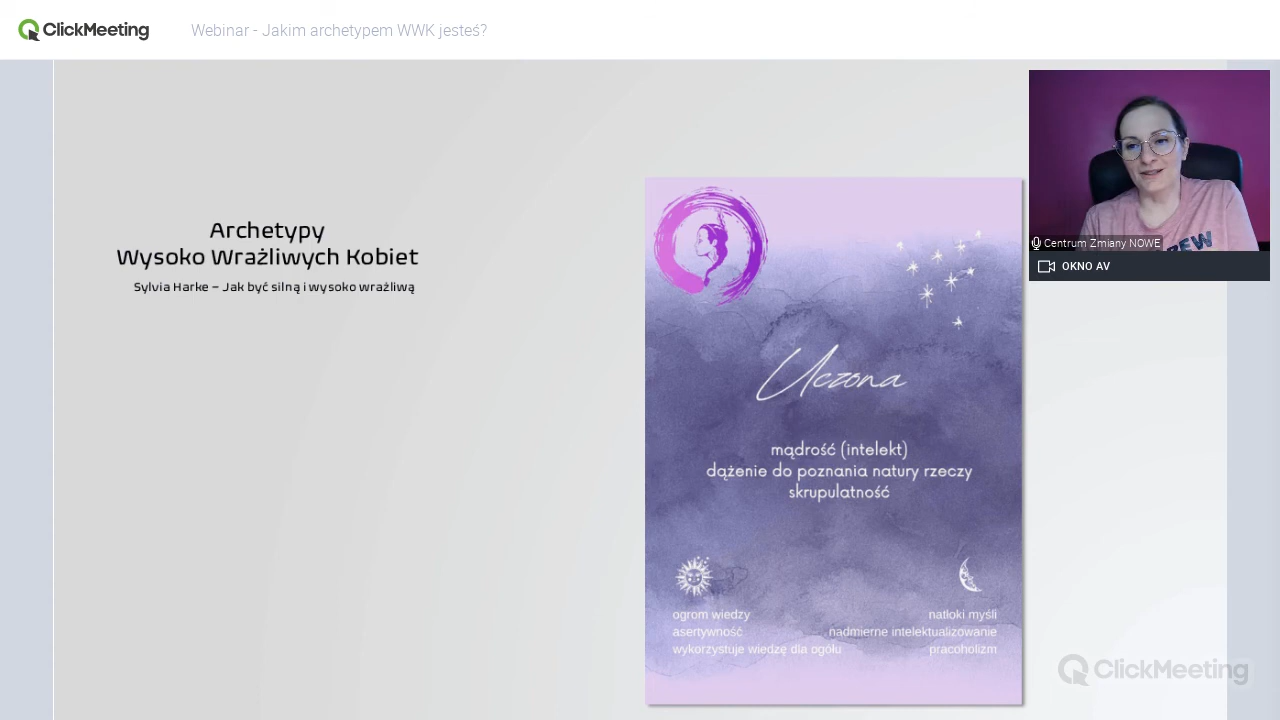 ClickMeeting
Webinar - Jakim archetypem WWK jesteś?
Archetypy
Wysoko Wrażliwych Kobiet
Sylvia Harke – Jak być silną i wysoko wrażliwą
Uczona
mądrość (intelekt)
dążenie do poznania natury rzeczy
skrupulatność
ogrom wiedzy
asertywność
wykorzystuje wiedzę dla ogółu
natłoki myśli
nadmierne intelektualizowanie
pracoholizm
Centrum Zmiany NOWE
OKNO AV
ClickMeeting